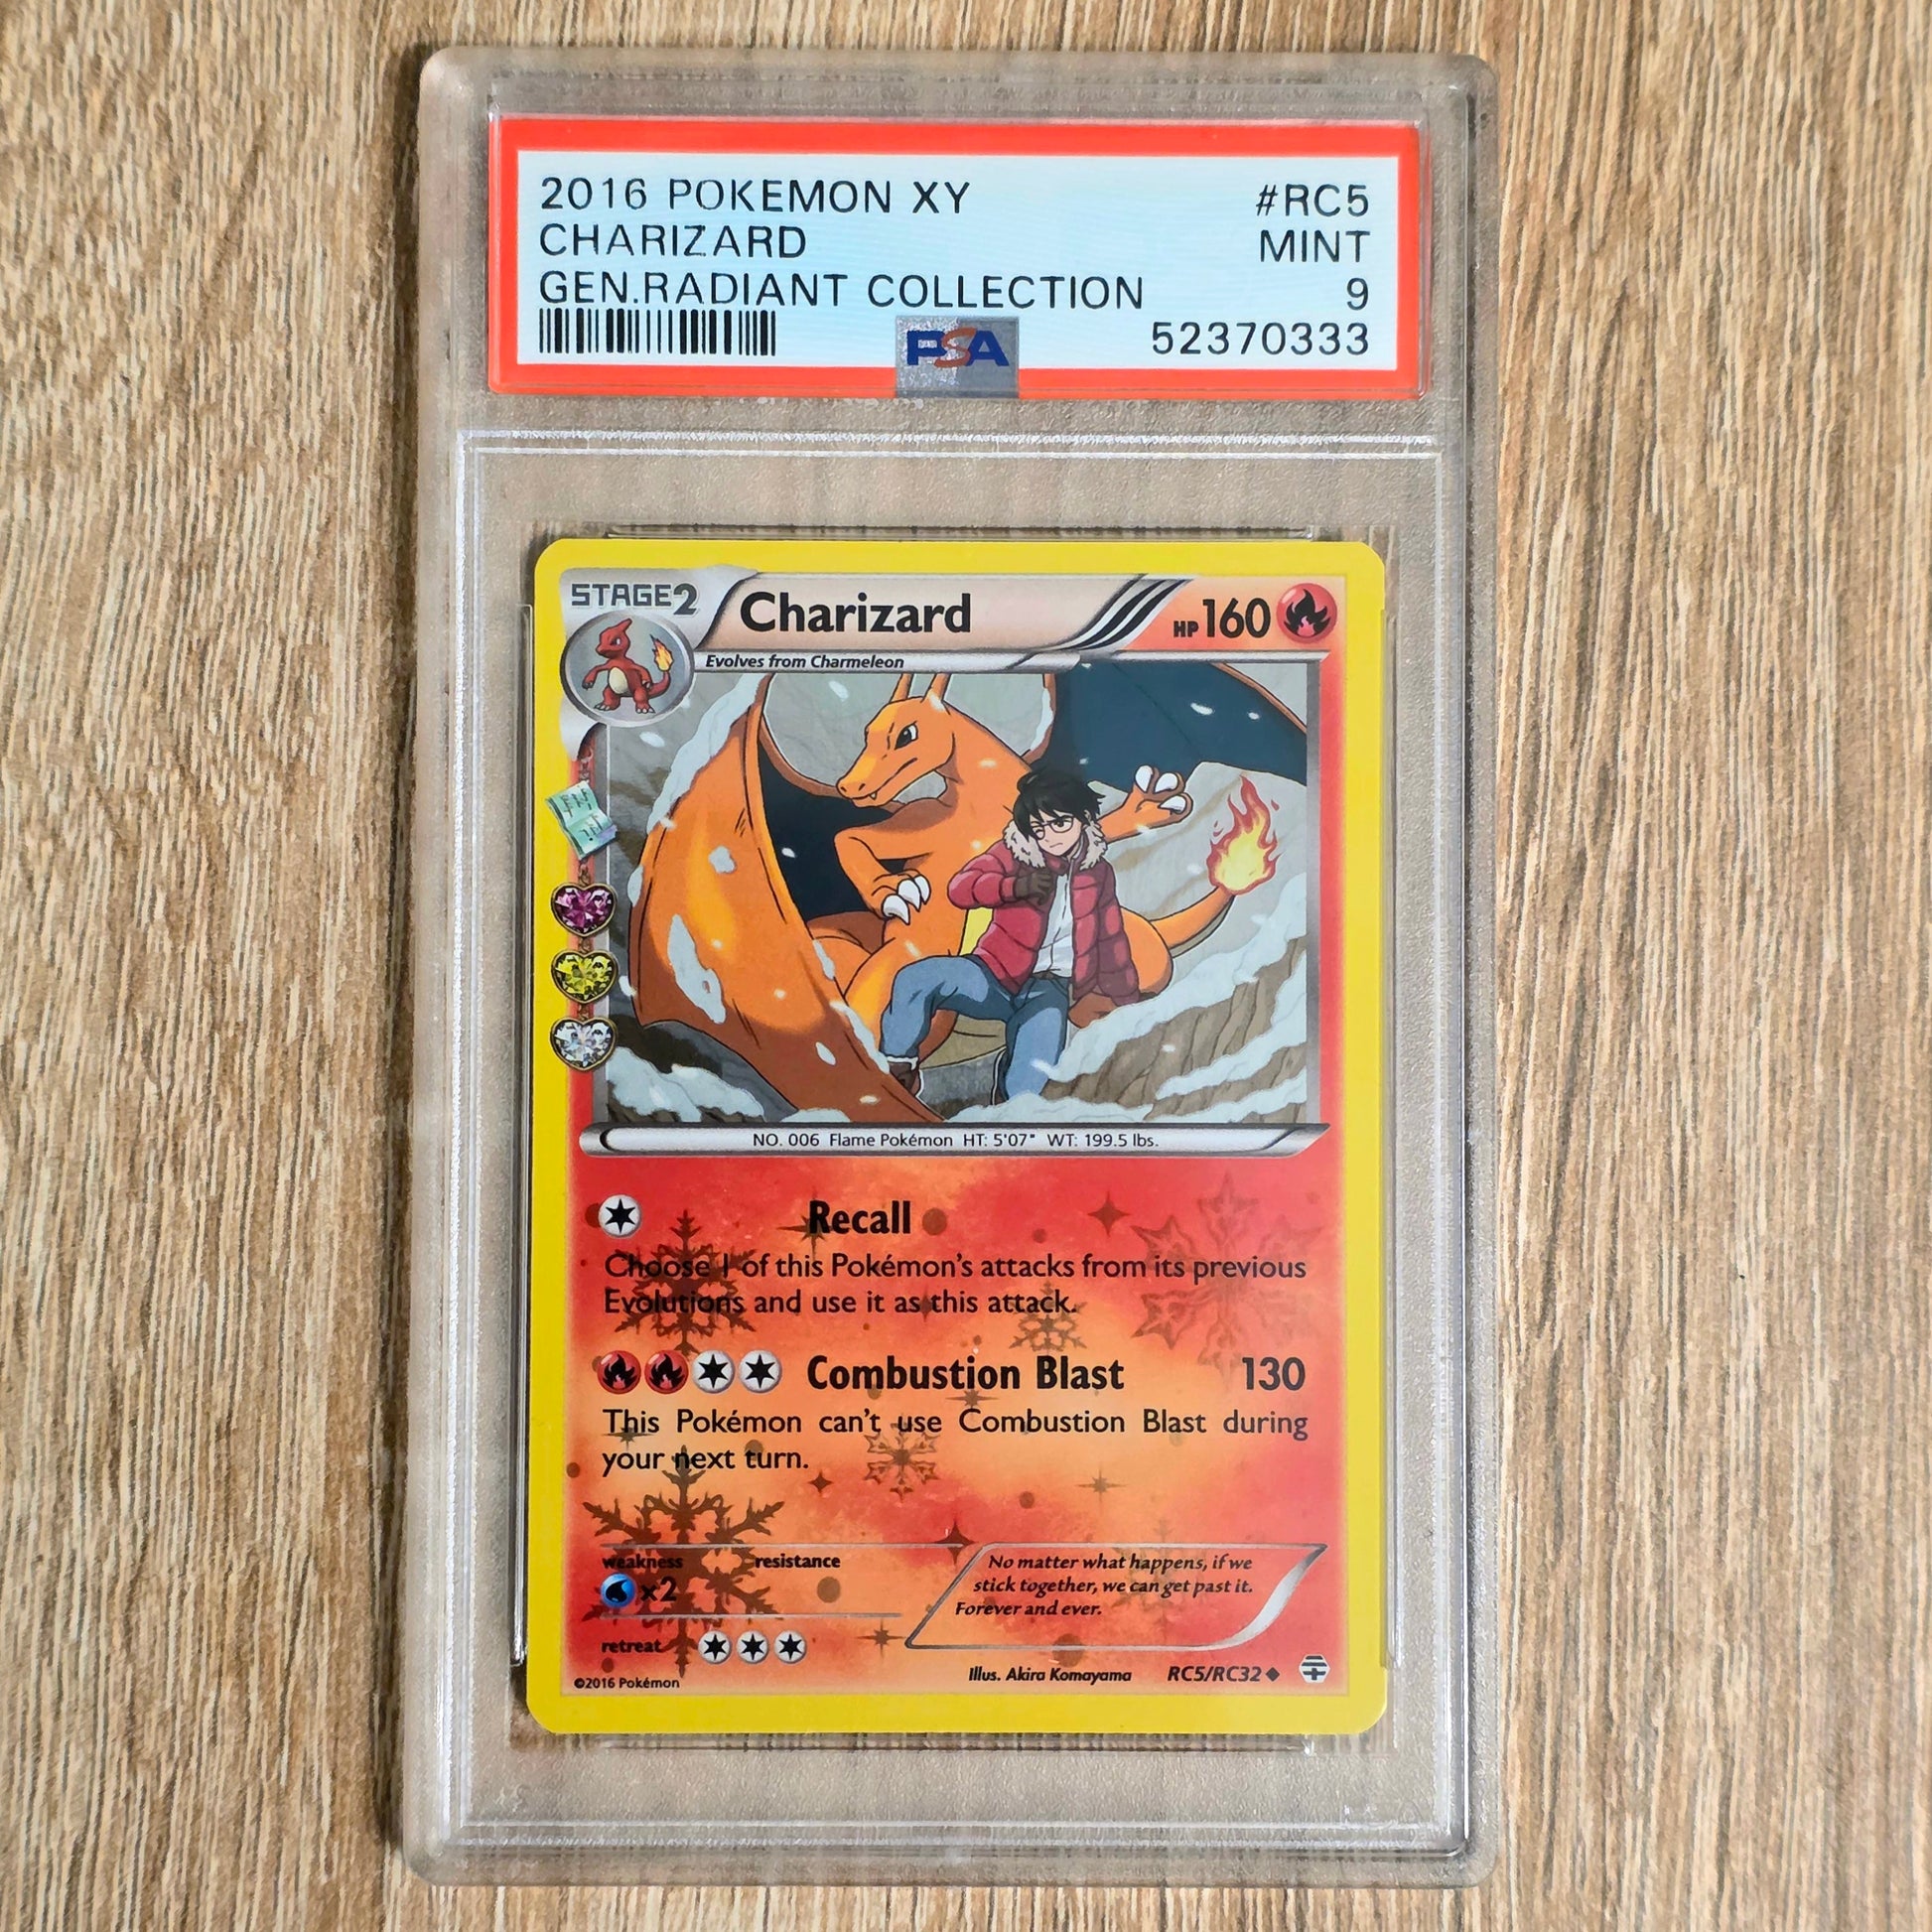 2016 POKEMON XY #RC5
CHARIZARD MINT
GEN.RADIANT COLLECTION 9
PSA 52370333
STAGE2 Charizard HP160
Evolves from Charmeleon
NO. 006 Flame Pokémon HT: 5'07" WT: 199.5 lbs.
Recall
Choose 1 of this Pokémon's attacks from its previous
Evolutions and use it as this attack.
Combustion Blast 130
This Pokémon can't use Combustion Blast during
your next turn.
weakness resistance
x2
retreat
No matter what happens, if we
stick together, we can get past it.
Forever and ever.
©2016 Pokémon Illus. Akira Komayama RC5/RC32